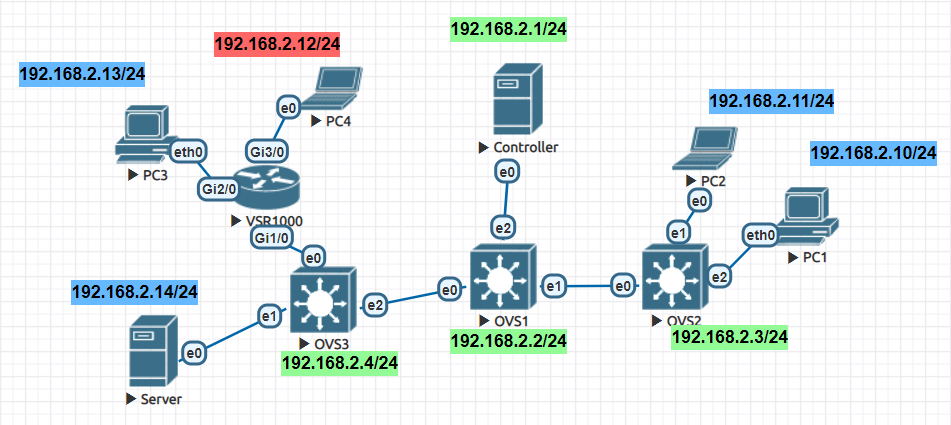 192.168.2.1/24
192.168.2.12/24
192.168.2.13/24
192.168.2.11/24
e0
PC4
Controller
192.168.2.10/24
eth0
Gi3/0
PC3
e0
PC2
Gi2/0
e0
VSR1000
e2
e1
eth0
Gi1/0
PC1
e0
e2
192.168.2.14/24
e0
e1
e0
e2
e1
OVS1
OVS2
OVS3
192.168.2.2/24
192.168.2.3/24
e0
192.168.2.4/24
Server